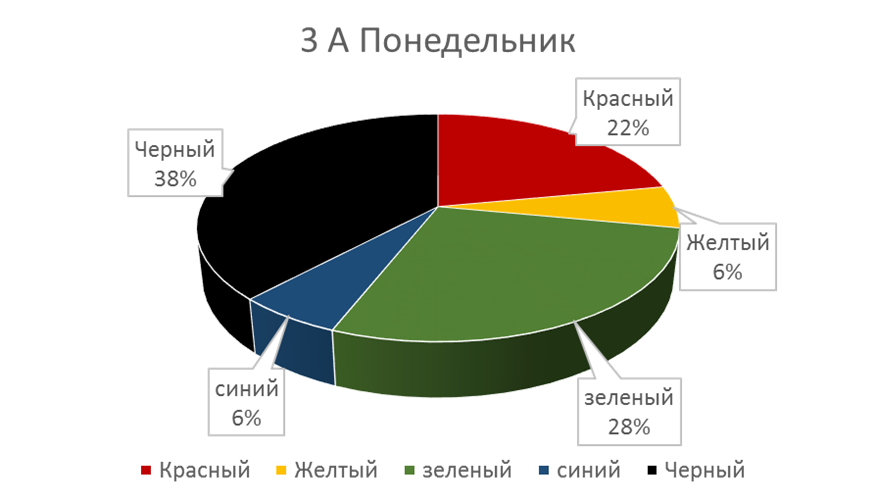 3 А Понедельник
Красный
22%
Черный
38%
Желтый
6%
синий
6%
зеленый
28%
Красный Желтый зеленый синий Черный